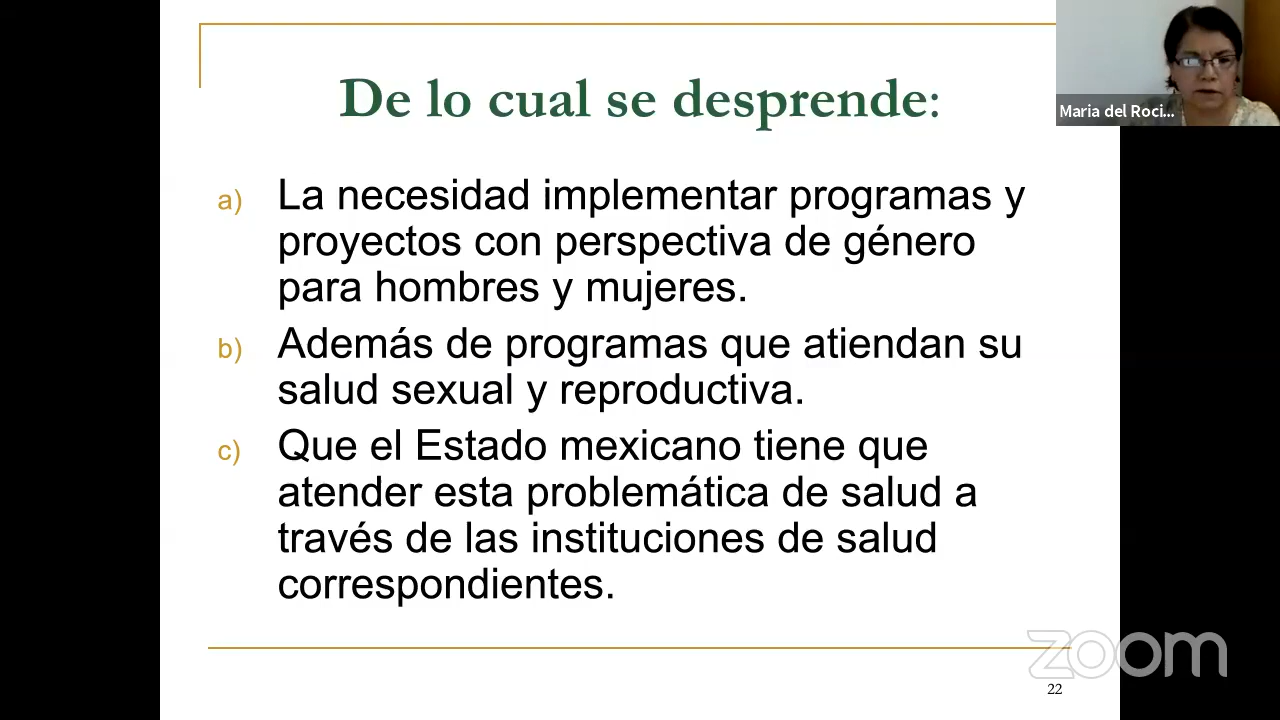 De lo cual se desprende:
Maria del Roci...
a) La necesidad implementar programas y
proyectos con perspectiva de género
para hombres y mujeres.
b) Además de programas que atiendan su
salud sexual y reproductiva.
c) Que el Estado mexicano tiene que
atender esta problemática de salud a
través de las instituciones de salud
correspondientes.
zoom
22